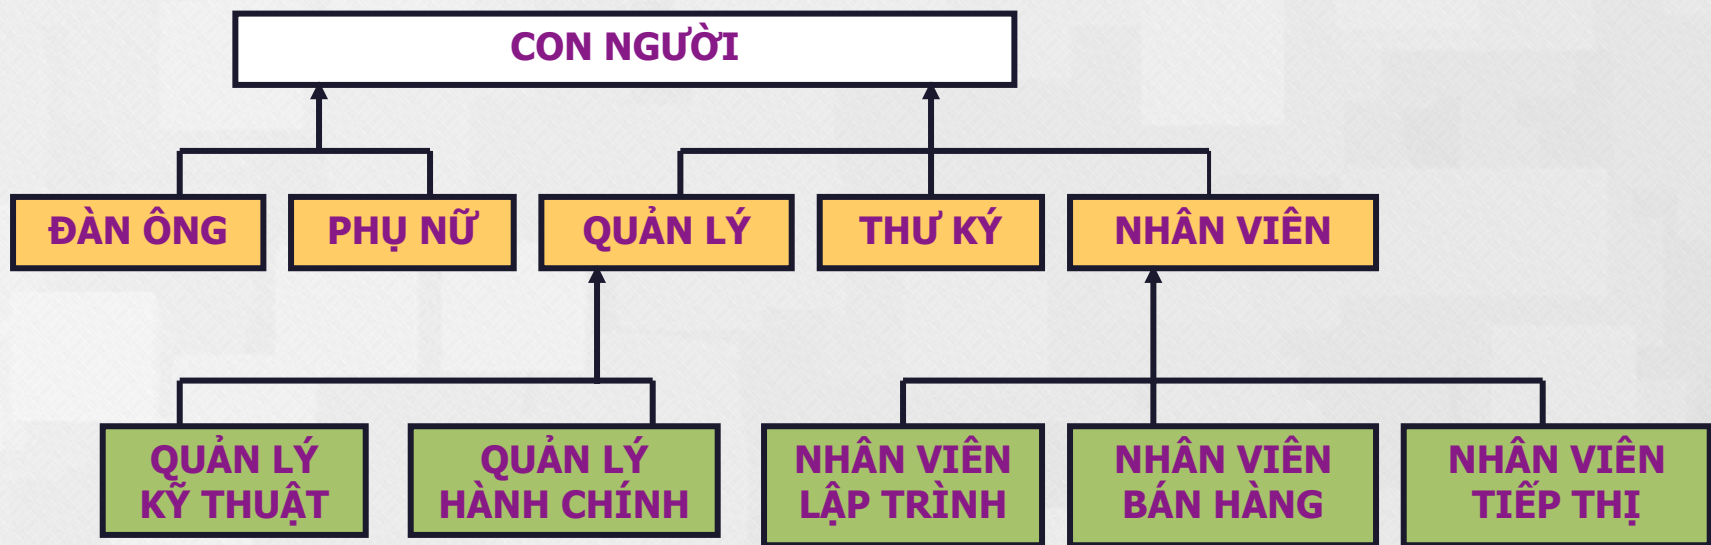 CON NGƯỜI
ĐÀN ÔNG
PHỤ NỮ
QUẢN LÝ
THƯ KÝ
NHÂN VIÊN
QUẢN LÝ
KỸ THUẬT
QUẢN LÝ
HÀNH CHÍNH
NHÂN VIÊN
LẬP TRÌNH
NHÂN VIÊN
BÁN HÀNG
NHÂN VIÊN
TIẾP THỊ